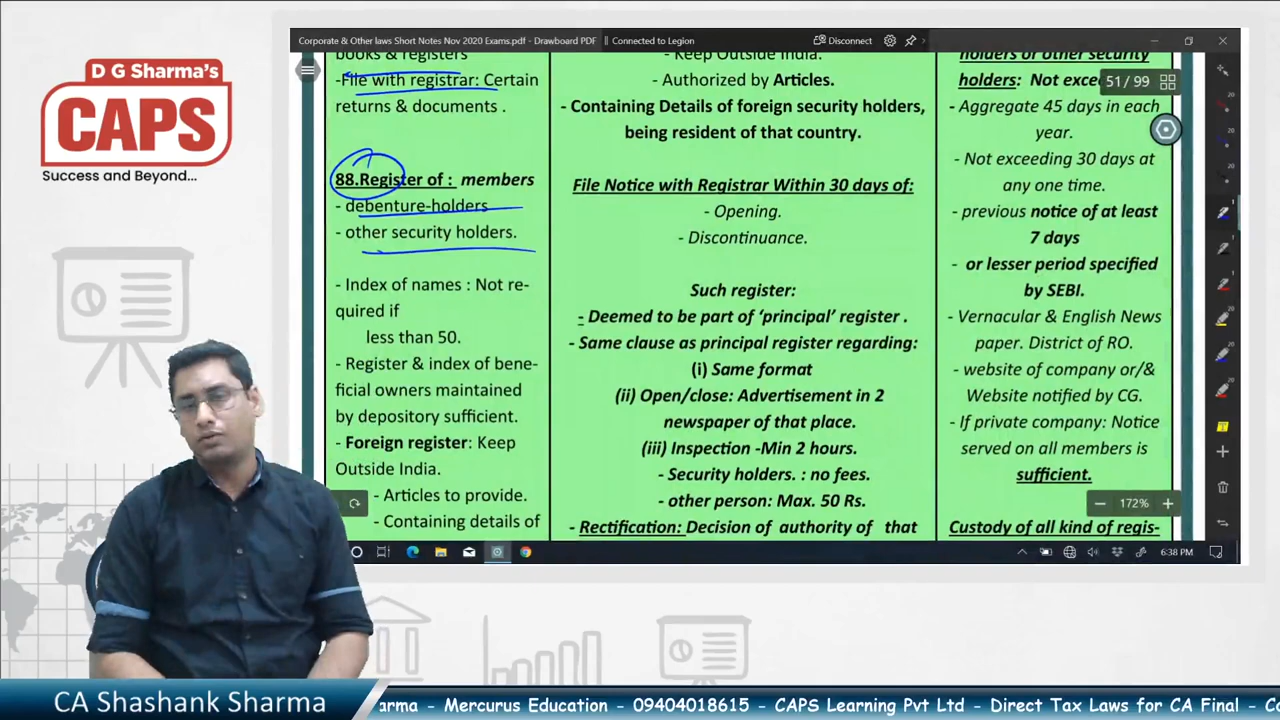 D G Sharma's
CAPS
Success and Beyond...
Corporate & Other laws Short Notes Nov 2020 Exams.pdf - Drawboard PDF
Connected to Legion
Disconnect
51 / 99
books & registers
-File with registrar: Certain
returns & documents .
88.Register of : members
- debenture-holders
- other security holders.
- Index of names : Not re-
quired if
less than 50.
- Register & index of bene-
ficial owners maintained
by depository sufficient.
- Foreign register: Keep
Outside India.
- Articles to provide.
- Containing details of
- Keep Outside India.
- Authorized by Articles.
- Containing Details of foreign security holders,
being resident of that country.
File Notice with Registrar Within 30 days of:
- Opening.
- Discontinuance.
Such register:
- Deemed to be part of 'principal' register .
- Same clause as principal register regarding:
(i) Same format
(ii) Open/close: Advertisement in 2
newspaper of that place.
(iii) Inspection -Min 2 hours.
- Security holders. : no fees.
- other person: Max. 50 Rs.
- Rectification: Decision of authority of that
holders or other security
holders: Not exce
- Aggregate 45 days in each
year.
- Not exceeding 30 days at
any one time.
- previous notice of at least
7 days
- or lesser period specified
by SEBI.
- Vernacular & English News
paper. District of RO.
- website of company or/&
Website notified by CG.
- If private company: Notice
served on all members is
sufficient.
Custody of all kind of regis-
172%
6:38 PM
CA Shashank Sharma
arma - Mercurus Education - 09404018615 - CAPS Learning Pvt Ltd - Direct Tax Laws for CA Final - Co